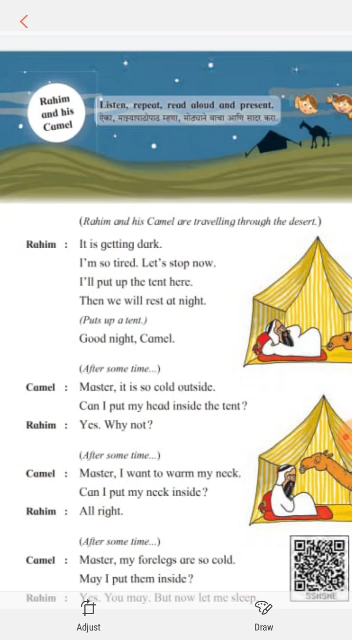 Rahim
and his
Camel
Listen, repeat, read aloud and present.
ऐका, माझ्यापाठोपाठ म्हणा, मोठ्याने वाचा आणि सादर करा.
(Rahim and his Camel are travelling through the desert.)
Rahim : It is getting dark.
I'm so tired. Let's stop now.
I'll put up the tent here.
Then we will rest at night.
(Puts up a tent.)
Good night, Camel.
(After some time...)
Camel : Master, it is so cold outside.
Can I put my head inside the tent?
Rahim : Yes. Why not?
(After some time...)
Camel : Master, I want to warm my neck.
Can I put my neck inside?
Rahim : All right.
(After some time...)
Camel : Master, my forelegs are so cold.
May I put them inside?
S5H5HE
Rahim : Yes. You may. But now let me sleep
Adjust
Draw